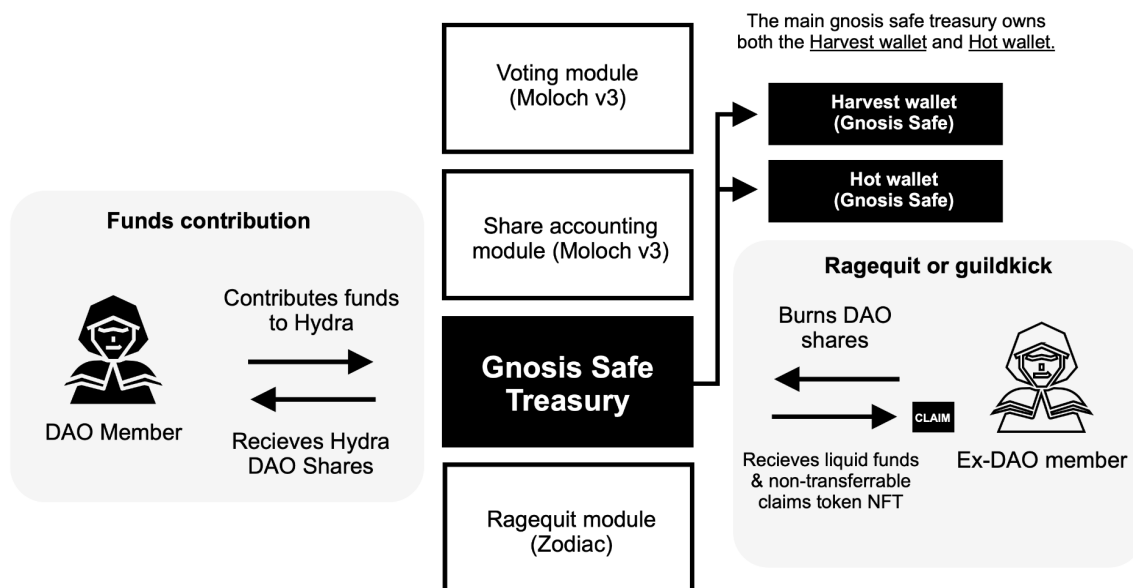 The main gnosis safe treasury owns
both the Harvest wallet and Hot wallet.
Voting module
(Moloch v3)
Harvest wallet
(Gnosis Safe)
Hot wallet
(Gnosis Safe)
Share accounting
module (Moloch v3)
Funds contribution
Contributes funds
to Hydra
DAO Member
Recieves Hydra
DAO Shares
Gnosis Safe
Treasury
Ragequit module
(Zodiac)
Ragequit or guildkick
Burns DAO
shares
CLAIM
Recieves liquid funds
& non-transferrable
claims token NFT
Ex-DAO member